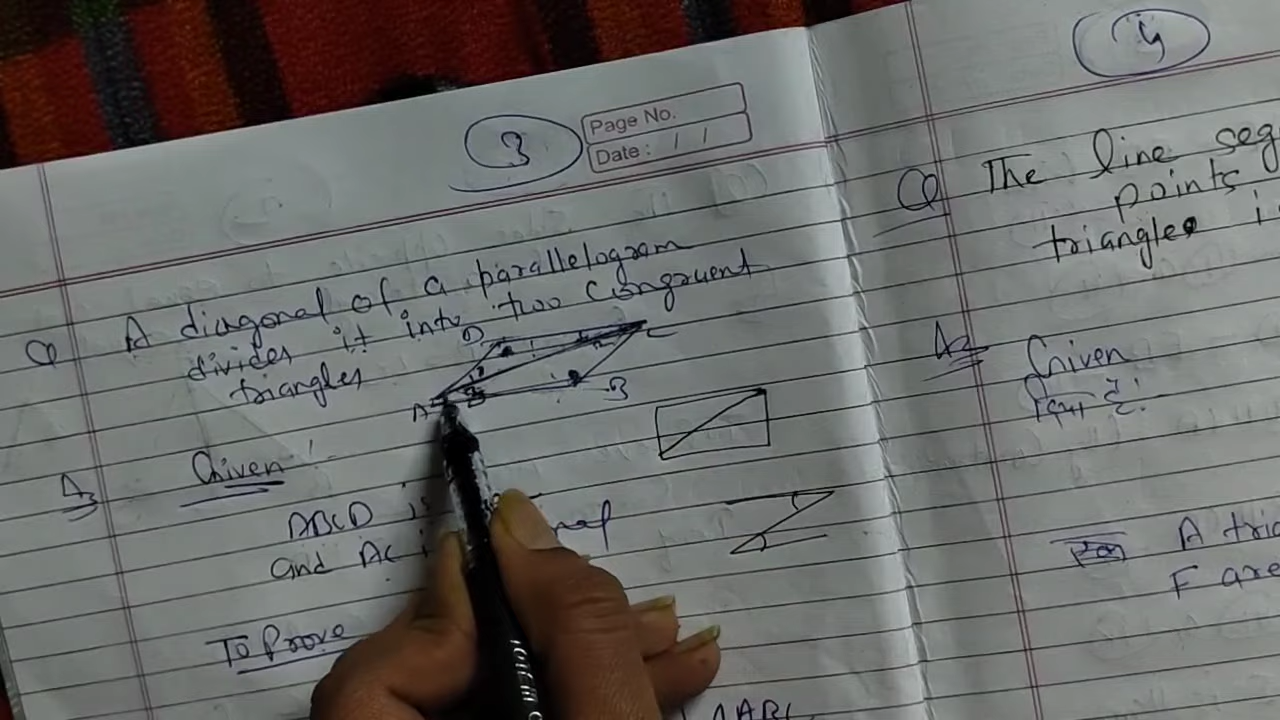 3
Page No.
Date: / /
Q A diagonal of a parallelogram
divides it into two congruent
triangles
D C
A B
Given
ABCD is
and AC
To Prove
4
Q The line seg
points
triangle
Given
A tri
F are